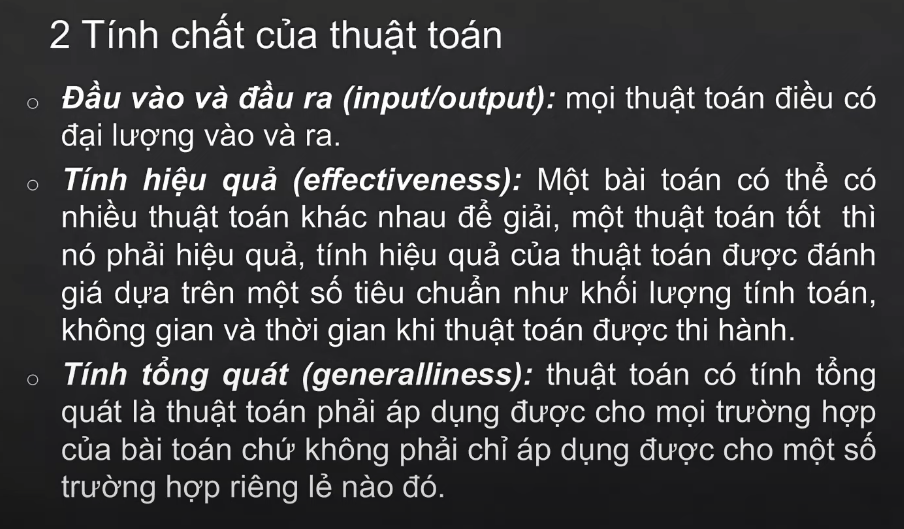 2 Tính chất của thuật toán
○ Đầu vào và đầu ra (input/output): mọi thuật toán điều có
đại lượng vào và ra.
○ Tính hiệu quả (effectiveness): Một bài toán có thể có
nhiều thuật toán khác nhau để giải, một thuật toán tốt thì
nó phải hiệu quả, tính hiệu quả của thuật toán được đánh
giá dựa trên một số tiêu chuẩn như khối lượng tính toán,
không gian và thời gian khi thuật toán được thi hành.
○ Tính tổng quát (generalliness): thuật toán có tính tổng
quát là thuật toán phải áp dụng được cho mọi trường hợp
của bài toán chứ không phải chỉ áp dụng được cho một số
trường hợp riêng lẻ nào đó.